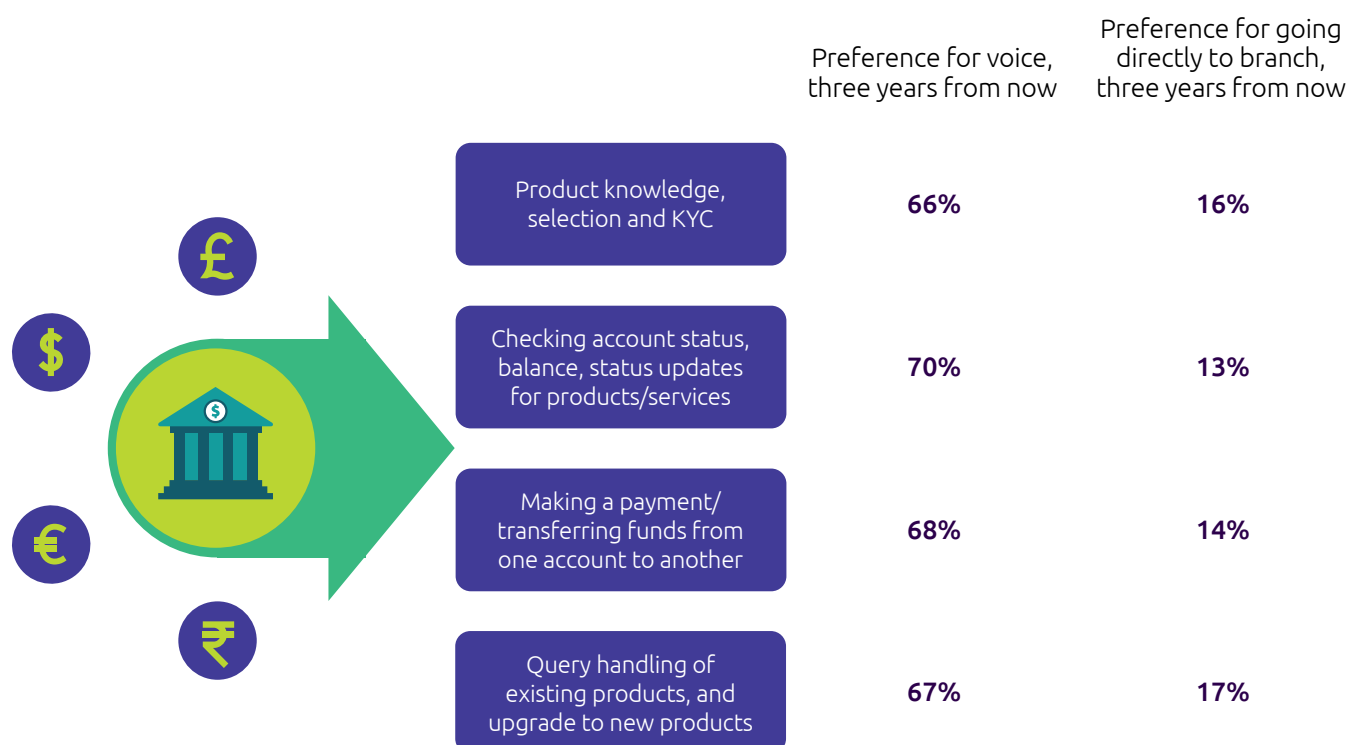 Preference for voice,
three years from now
Preference for going
directly to branch,
three years from now
£
$
$
€
₹
Product knowledge,
selection and KYC
66%
16%
Checking account status,
balance, status updates
for products/services
70%
13%
Making a payment/
transferring funds from
one account to another
68%
14%
Query handling of
existing products, and
upgrade to new products
67%
17%